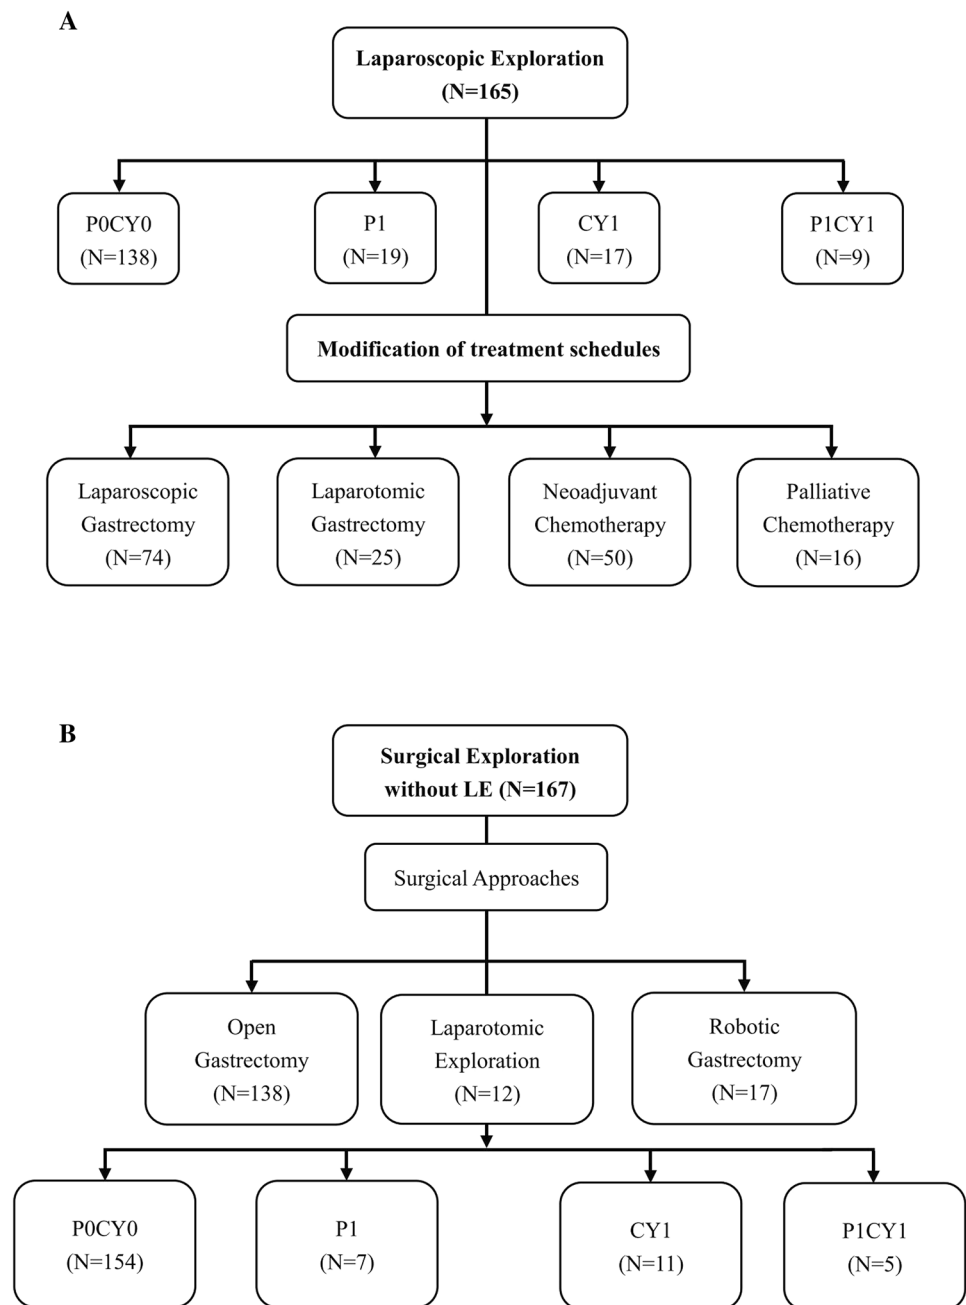 A
Laparoscopic Exploration
(N=165)
P0CY0
(N=138)
P1
(N=19)
CY1
(N=17)
P1CY1
(N=9)
Modification of treatment schedules
Laparoscopic
Gastrectomy
(N=74)
Laparotomic
Gastrectomy
(N=25)
Neoadjuvant
Chemotherapy
(N=50)
Palliative
Chemotherapy
(N=16)
B
Surgical Exploration
without LE (N=167)
Surgical Approaches
Open
Gastrectomy
(N=138)
Laparotomic
Exploration
(N=12)
Robotic
Gastrectomy
(N=17)
P0CY0
(N=154)
P1
(N=7)
CY1
(N=11)
P1CY1
(N=5)